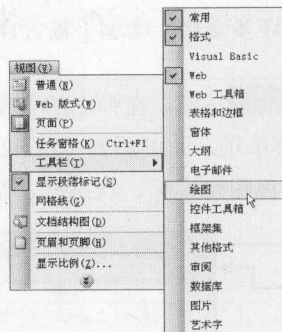 视图(V)
普通(N)
Web 版式(W)
页面(P)
任务窗格(K) Ctrl+F1
工具栏(T)
显示段落标记(S)
网格线(G)
文档结构图(D)
页眉和页脚(H)
显示比例(Z)...
常用
格式
Visual Basic
Web
Web 工具箱
表格和边框
窗体
大纲
电子邮件
绘图
控件工具箱
框架集
其他格式
审阅
数据库
图片
艺术字